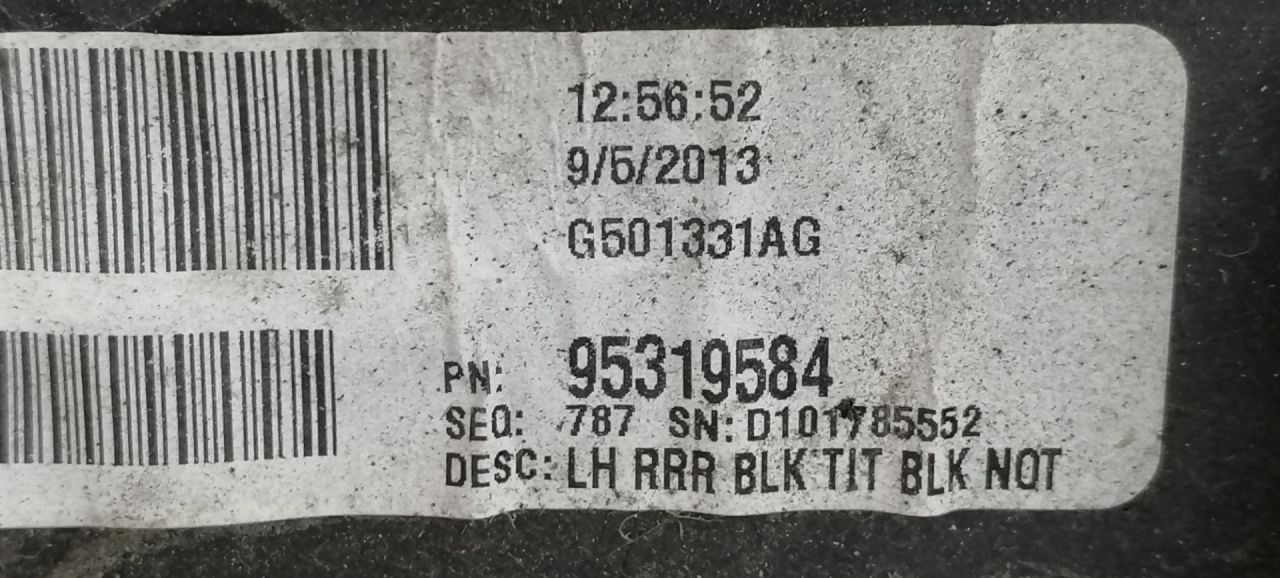 12:56:52
9/5/2013
G501331AG
PN: 95319584
SEQ: 787 SN: D101785552
DESC: LH RRR BLK TIT BLK NOT